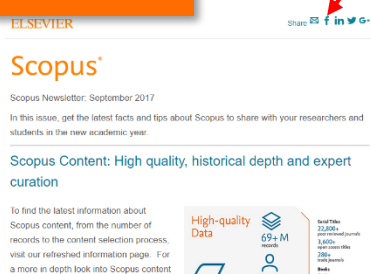 ELSEVIER
Share
Scopus®
Scopus Newsletter: September 2017
In this issue, get the latest facts and tips about Scopus to share with your researchers and
students in the new academic year.
Scopus Content: High quality, historical depth and expert
curation
To find the latest information about
Scopus content, from the number of
records to the content selection process,
visit our refreshed information page. For
a more in depth look into Scopus content
High-quality
Data
69+ M
records
Serial Titles
22,800+
peer reviewed journals
3,600+
open access titles
280+
trade journals
Books